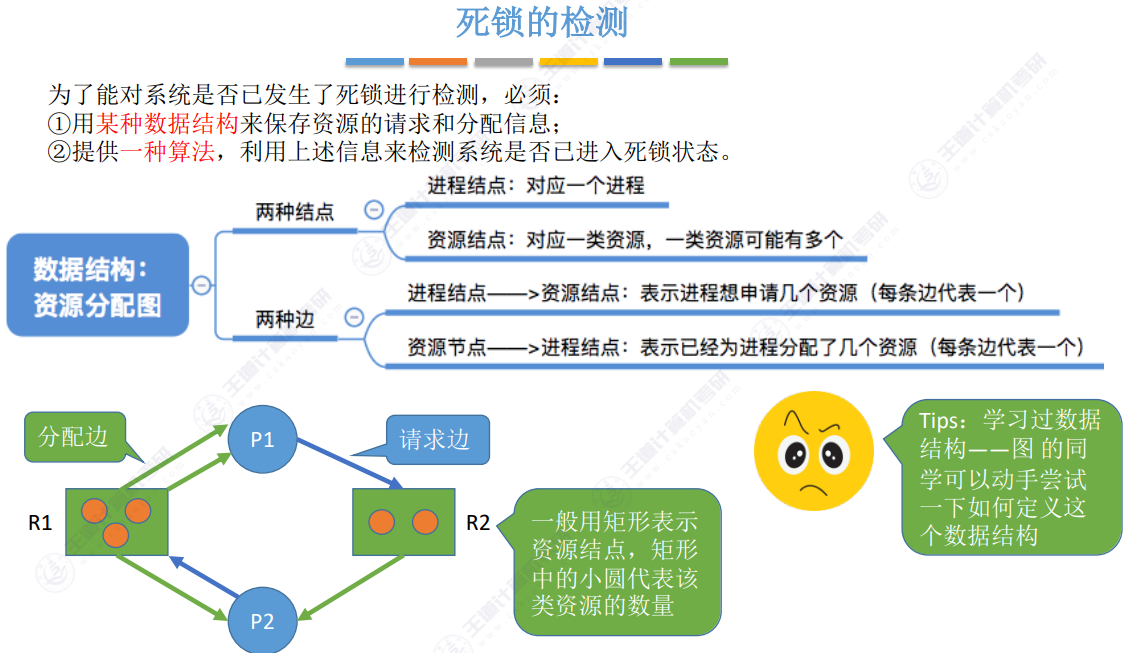 死锁的检测
为了能对系统是否已发生了死锁进行检测，必须：
①用某种数据结构来保存资源的请求和分配信息；
②提供一种算法，利用上述信息来检测系统是否已进入死锁状态。
数据结构：
资源分配图
两种结点
进程结点：对应一个进程
资源结点：对应一类资源，一类资源可能有多个
两种边
进程结点——>资源结点：表示进程想申请几个资源（每条边代表一个）
资源节点——>进程结点：表示已经为进程分配了几个资源（每条边代表一个）
分配边
P1
请求边
R1
R2
P2
一般用矩形表示
资源结点，矩形
中的小圆代表该
类资源的数量
Tips：学习过数据
结构——图 的同
学可以动手尝试
一下如何定义这
个数据结构
王道计算机考研